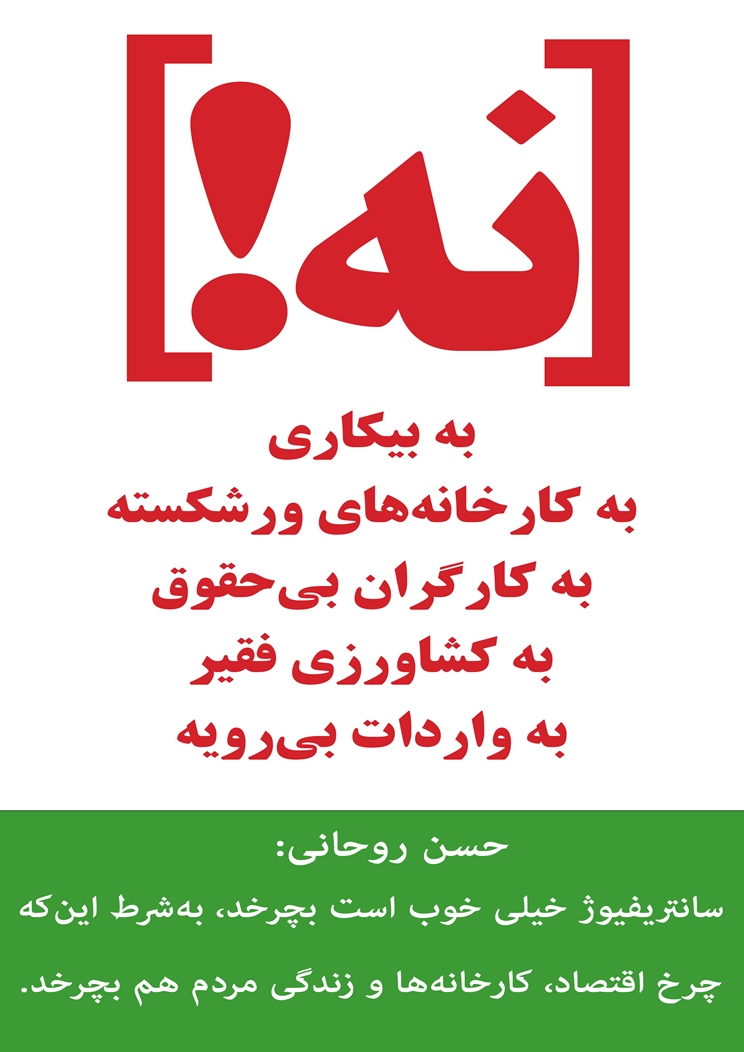 [نه!]
به بیکاری
به کارخانه‌های ورشکسته
به کارگران بی‌حقوق
به کشاورزی فقیر
به واردات بی‌رویه
حسن روحانی:
سانتریفیوژ خیلی خوب است بچرخد، به‌شرط این‌که
چرخ اقتصاد، کارخانه‌ها و زندگی مردم هم بچرخد.